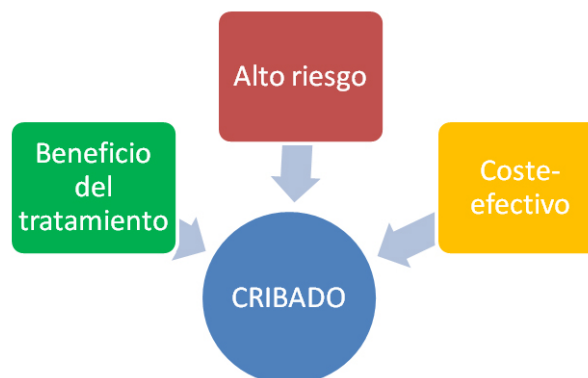 Alto riesgo
Beneficio
del
tratamiento
Coste-
efectivo
CRIBADO